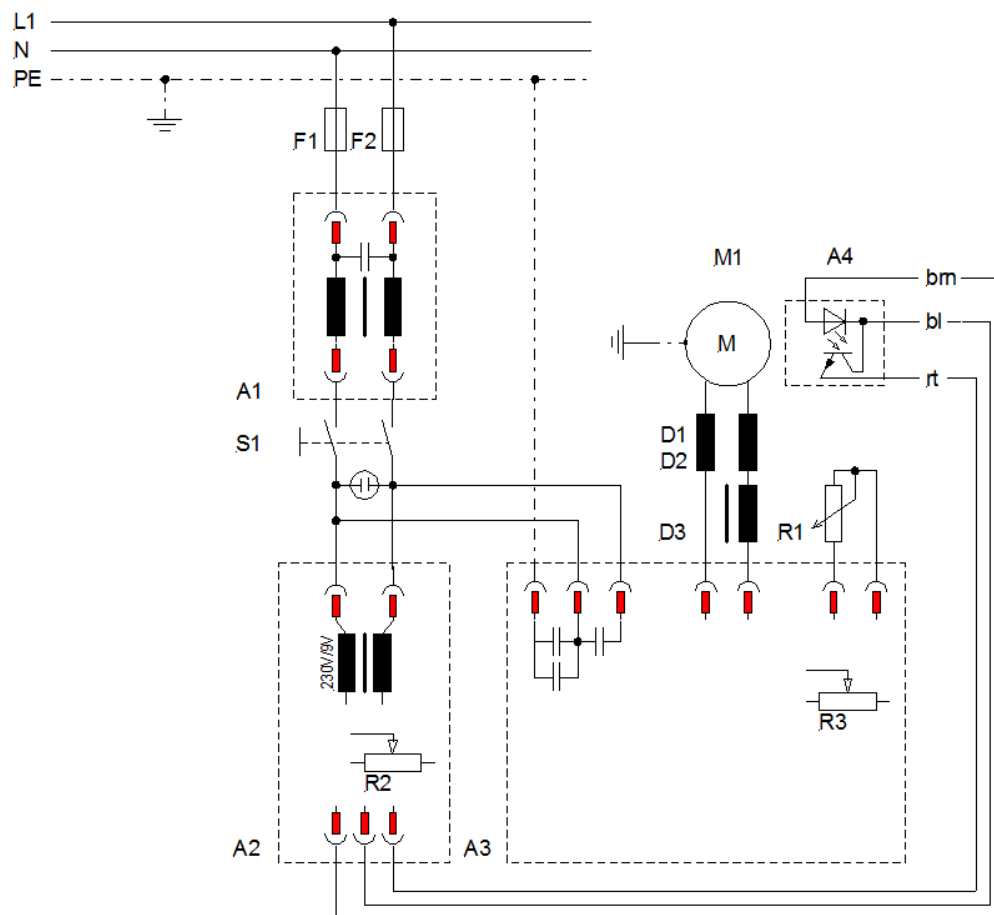 L1
N
PE
F1 F2
M1 A4
brn
bl
M
rt
A1
D1
S1
D2
D3 R1
230V/9V
R3
R2
A2 A3